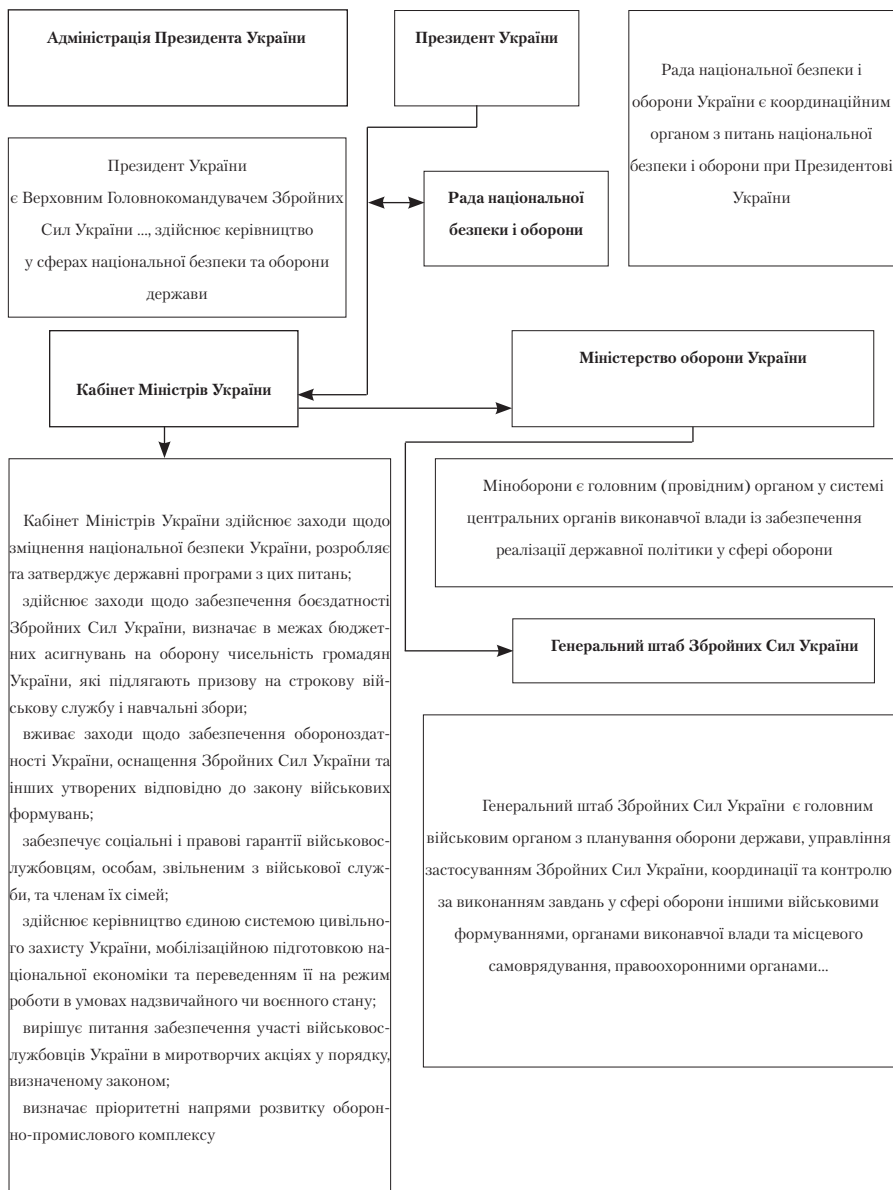 Адміністрація Президента України
Президент України
Рада національної безпеки і
оборони України є координаційним
органом з питань національної
безпеки і оборони при Президентові
України
Президент України
є Верховним Головнокомандувачем Збройних
Сил України ..., здійснює керівництво
у сферах національної безпеки та оборони
держави
Рада національної
безпеки і оборони
Кабінет Міністрів України
Міністерство оборони України
Кабінет Міністрів України здійснює заходи щодо
зміцнення національної безпеки України, розробляє
та затверджує державні програми з цих питань;
здійснює заходи щодо забезпечення боєздатності
Збройних Сил України, визначає в межах бюджет-
них асигнувань на оборону чисельність громадян
України, які підлягають призову на строкову вій-
ськову службу і навчальні збори;
вживає заходи щодо забезпечення обороноздат-
ності України, оснащення Збройних Сил України та
інших утворених відповідно до закону військових
формувань;
забезпечує соціальні і правові гарантії військовос-
лужбовцям, особам, звільненим з військової служ-
би, та членам їх сімей;
здійснює керівництво єдиною системою цивільно-
го захисту України, мобілізаційною підготовкою на-
ціональної економіки та переведенням її на режим
роботи в умовах надзвичайного чи воєнного стану;
вирішує питання забезпечення участі військовос-
лужбовців України в миротворчих акціях у порядку,
визначеному законом;
визначає пріоритетні напрями розвитку оборон-
но-промислового комплексу
Міноборони є головним (провідним) органом у системі
центральних органів виконавчої влади із забезпечення
реалізації державної політики у сфері оборони
Генеральний штаб Збройних Сил України
Генеральний штаб Збройних Сил України є головним
військовим органом з планування оборони держави, управління
застосуванням Збройних Сил України, координації та контролю
за виконанням завдань у сфері оборони іншими військовими
формуваннями, органами виконавчої влади та місцевого
самоврядування, правоохоронними органами...